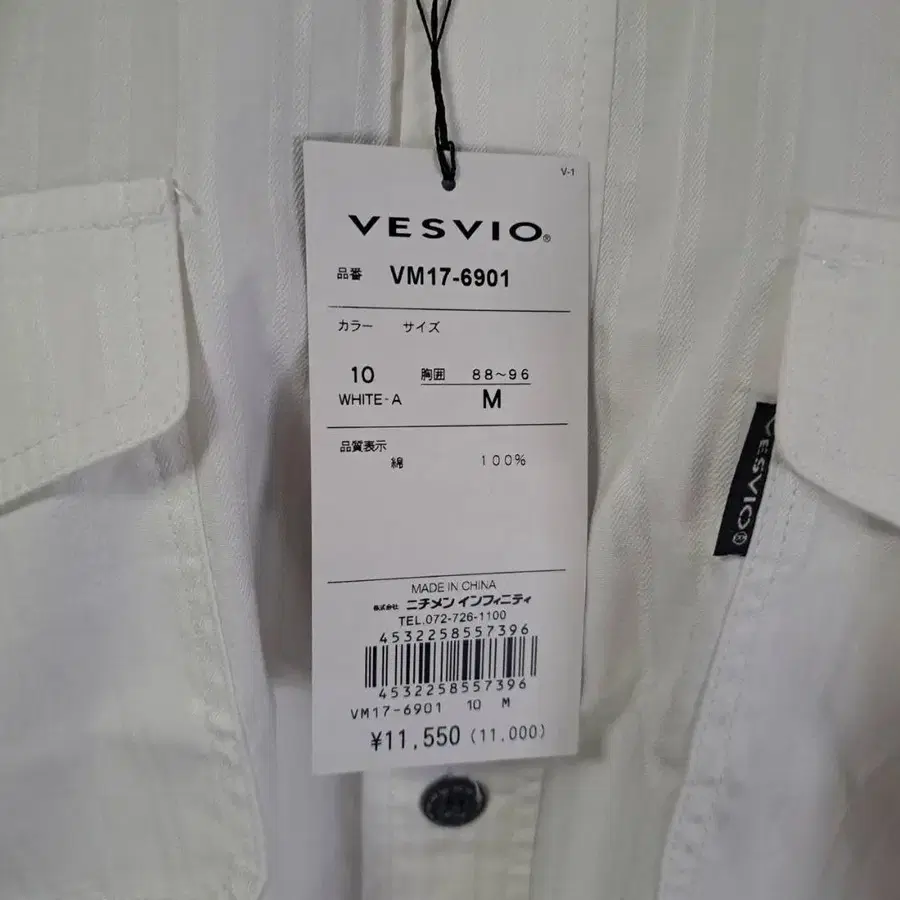 V-1
VESVIO®
品番 VM17-6901
カラー サイズ
10 胸囲 88～96
WHITE-A M
品質表示
綿 100%
MADE IN CHINA
株式会社 ニチメン インフィニティ
TEL.072-726-1100
4532258557396
4532258557396
VM17-6901 10 M
¥11,550 (11,000)
VESVIO®